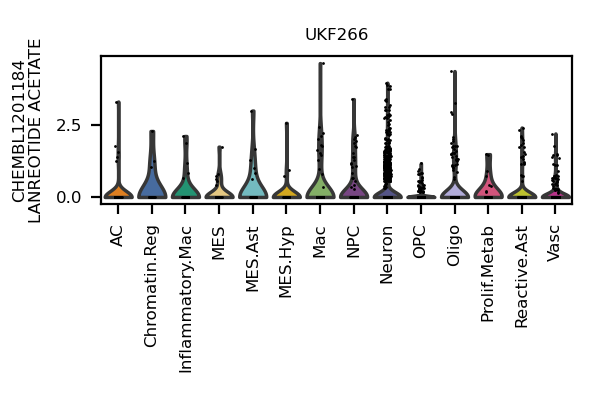 UKF266
CHEMBL1201184
LANREOTIDE ACETATE
2.5
0.0
AC
Chromatin.Reg
Inflammatory.Mac
MES
MES.Ast
MES.Hyp
Mac
NPC
Neuron
OPC
Oligo
Prolif.Metab
Reactive.Ast
Vasc